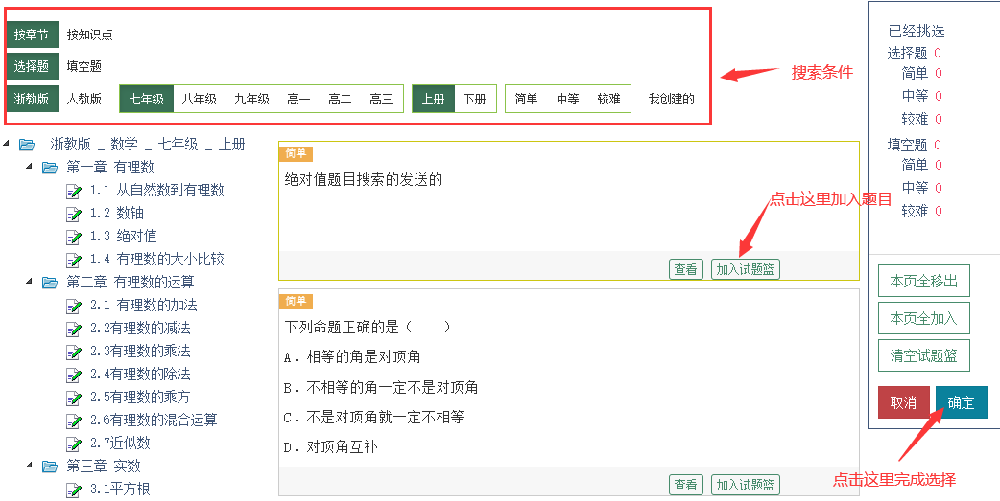 按章节 按知识点
选择题 填空题
浙教版 人教版 七年级 八年级 九年级 高一 高二 高三 上册 下册 简单 中等 较难 我创建的
搜索条件
浙教版 _ 数学 _ 七年级 _ 上册
第一章 有理数
1.1 从自然数到有理数
1.2 数轴
1.3 绝对值
1.4 有理数的大小比较
第二章 有理数的运算
2.1 有理数的加法
2.2有理数的减法
2.3有理数的乘法
2.4有理数的除法
2.5有理数的乘方
2.6有理数的混合运算
2.7近似数
第三章 实数
3.1平方根
简单
绝对值题目搜索的发送的
点击这里加入题目
查看 加入试题篮
简单
下列命题正确的是（ ）
A．相等的角是对顶角
B．不相等的角一定不是对顶角
C．不是对顶角就一定不相等
D．对顶角互补
查看 加入试题篮
已经挑选
选择题 0
简单 0
中等 0
较难 0
填空题 0
简单 0
中等 0
较难 0
本页全移出
本页全加入
清空试题篮
取消 确定
点击这里完成选择